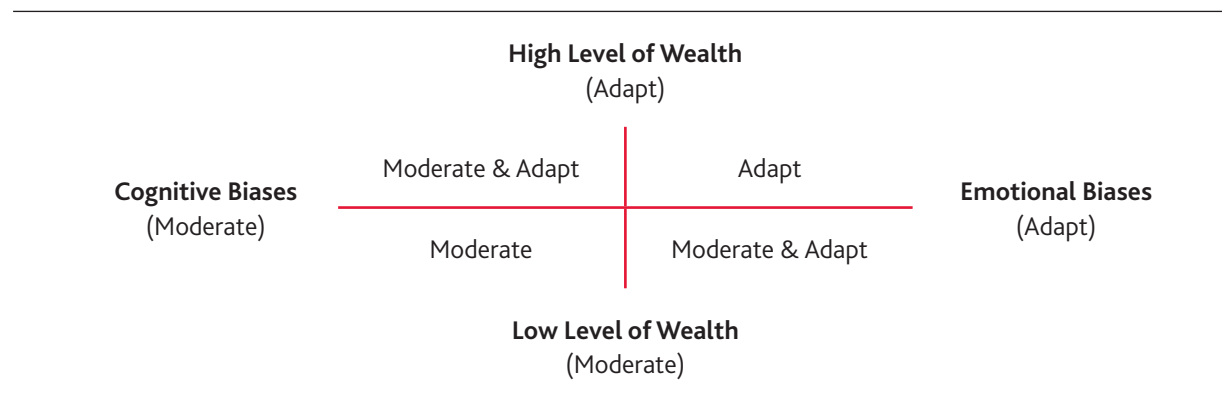 High Level of Wealth
(Adapt)
Moderate & Adapt
Adapt
Cognitive Biases
(Moderate)
Emotional Biases
(Adapt)
Moderate
Moderate & Adapt
Low Level of Wealth
(Moderate)